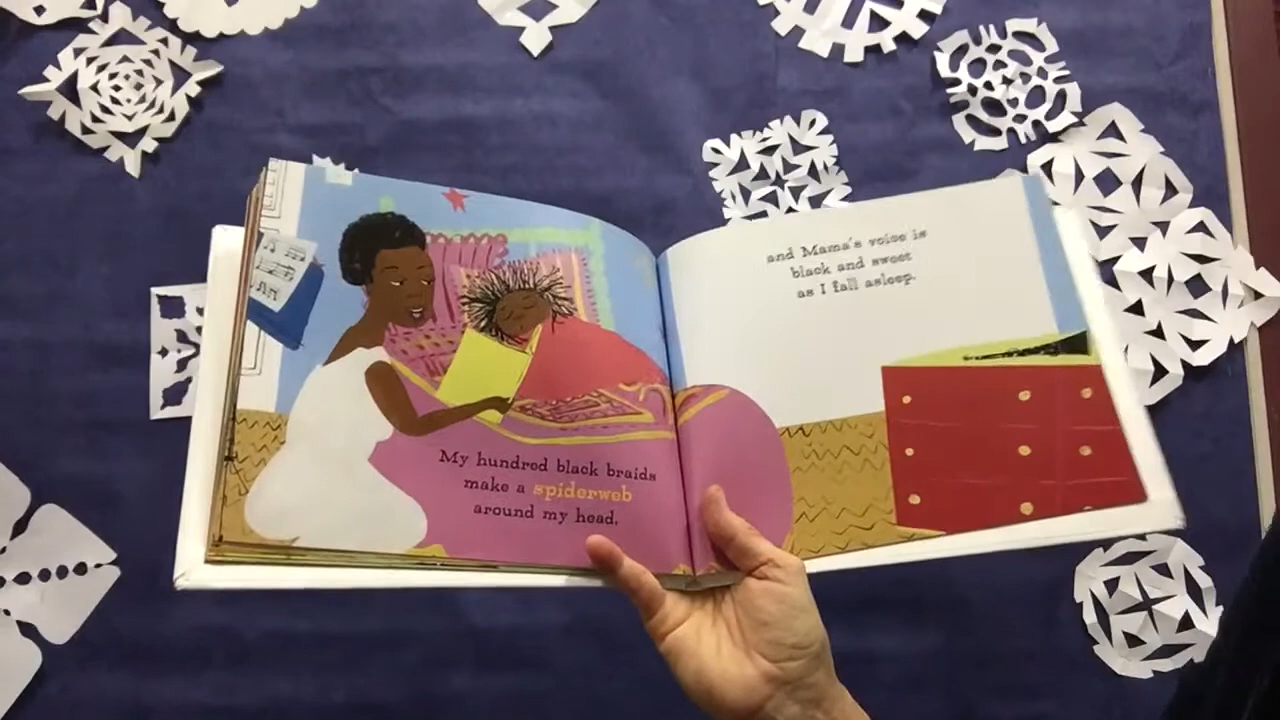 My hundred black braids
make a spiderweb
around my head,
and Mama's voice is
black and sweet
as I fall asleep.